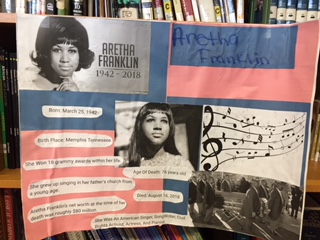 ARETHA
FRANKLIN
1942 - 2018
Aretha
Franklin
Born: March 25, 1942
Birth Place: Memphis Tennessee
She Won 18 grammy awards within her life
Age Of Death: 76 years old
She grew up singing in her father's church from
a young age.
Died: August 16, 2018
Aretha Franklin's net worth at the time of
her death was roughly $80 million
She Was An American Singer, Songwriter, Civil
Rights Activist, Actress, And Pianist.